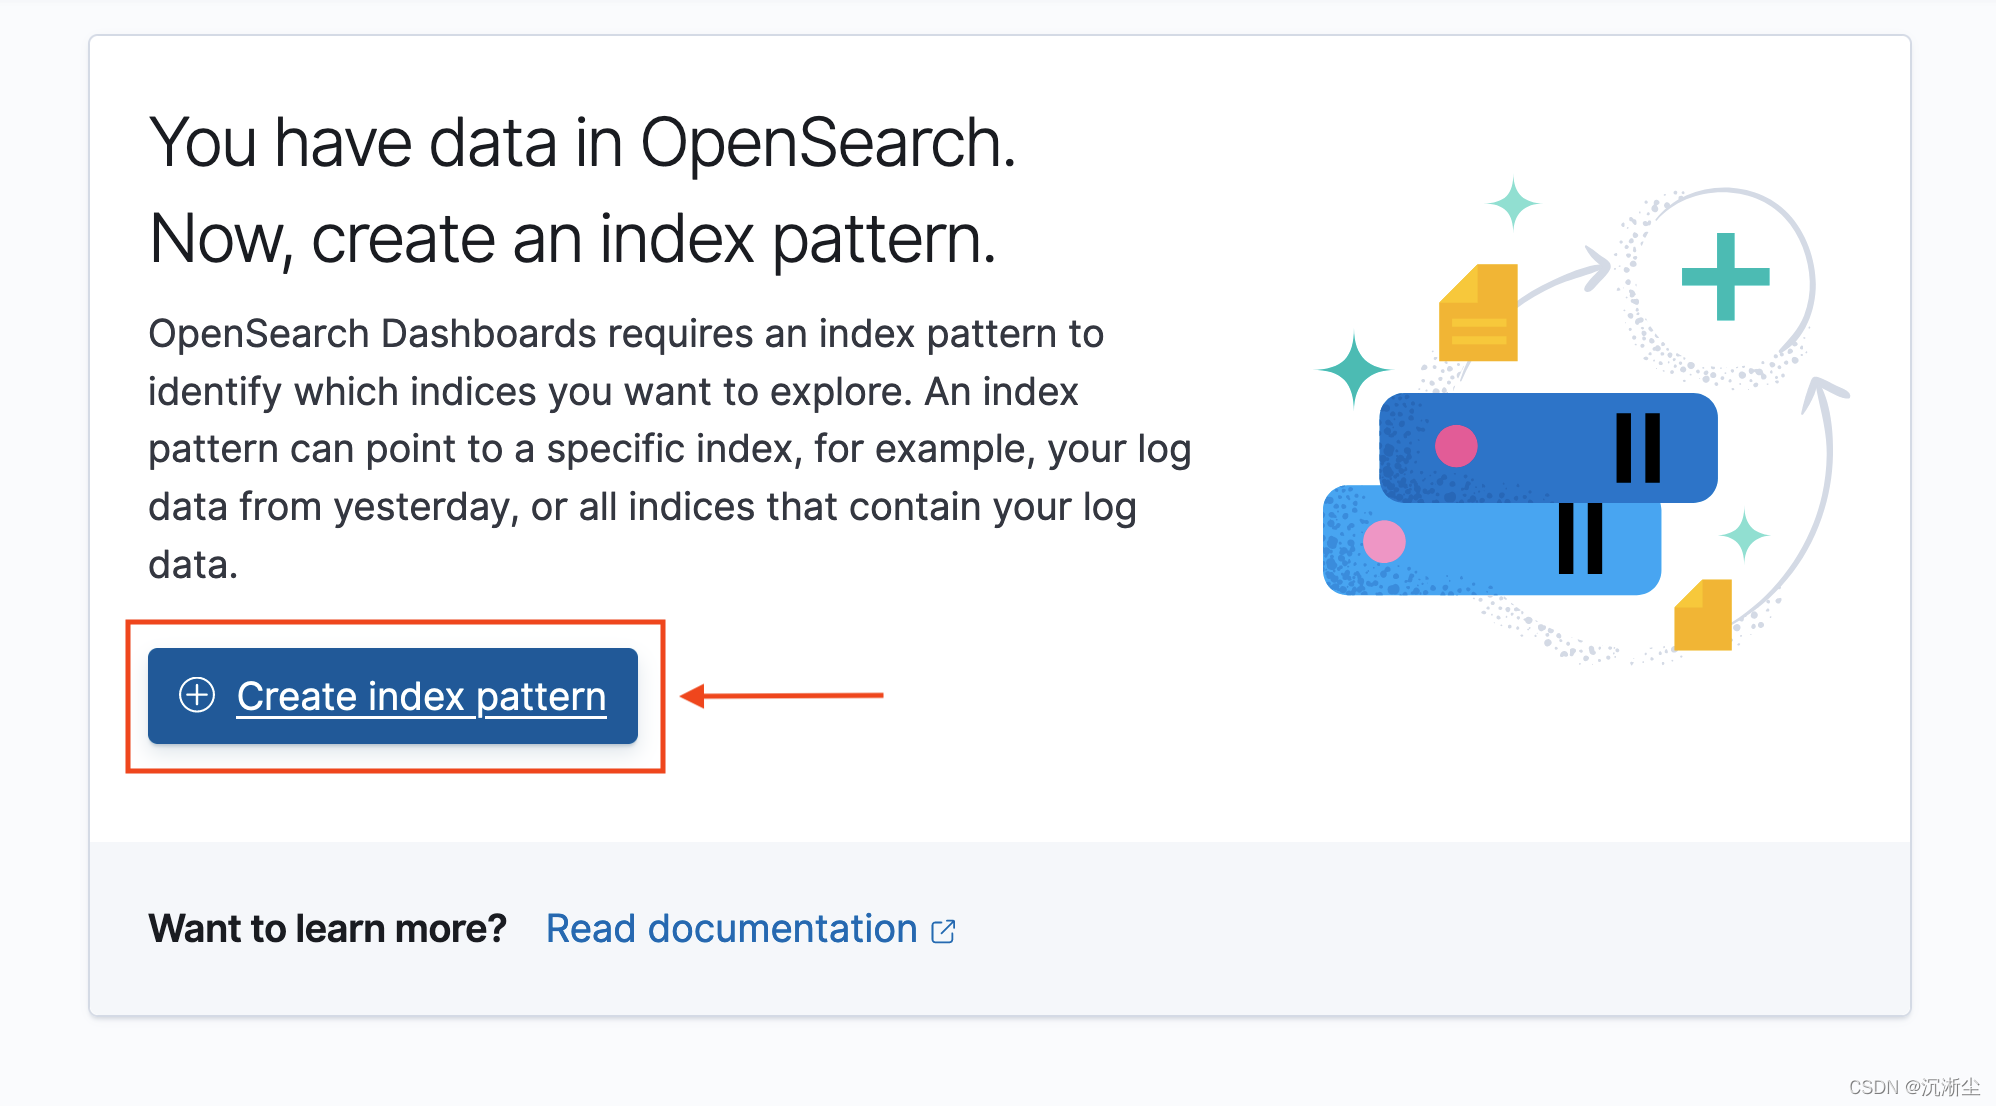 You have data in OpenSearch.
Now, create an index pattern.
OpenSearch Dashboards requires an index pattern to
identify which indices you want to explore. An index
pattern can point to a specific index, for example, your log
data from yesterday, or all indices that contain your log
data.
Create index pattern
Want to learn more? Read documentation
CSDN @沉淅尘